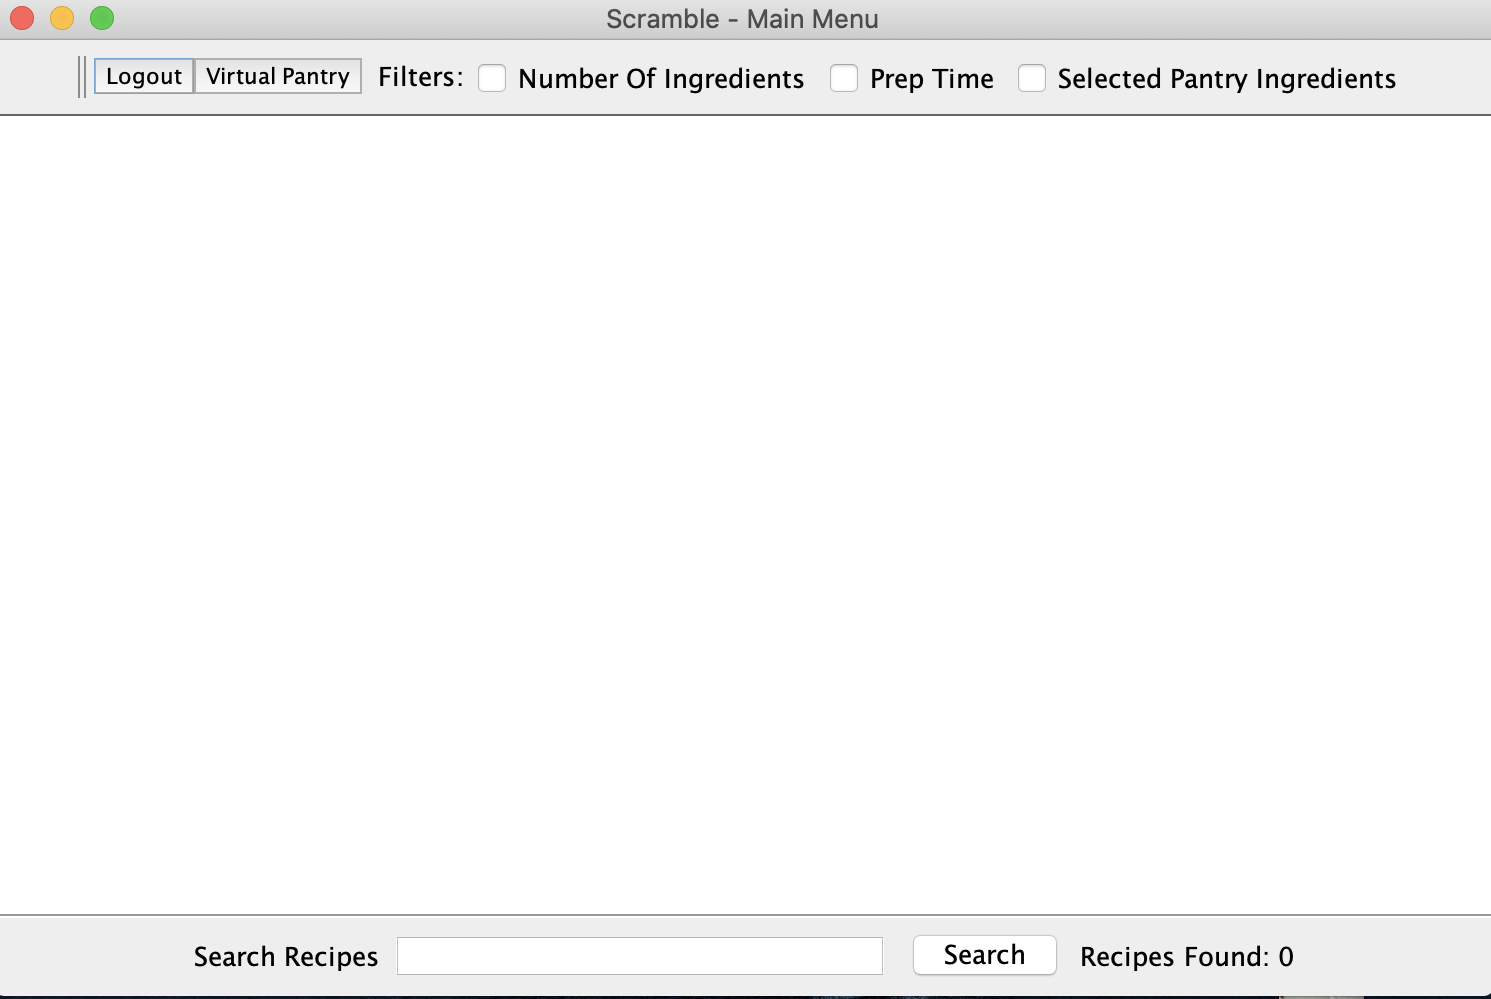 Scramble - Main Menu
Logout Virtual Pantry Filters: Number Of Ingredients Prep Time Selected Pantry Ingredients
Search Recipes Search Recipes Found: 0